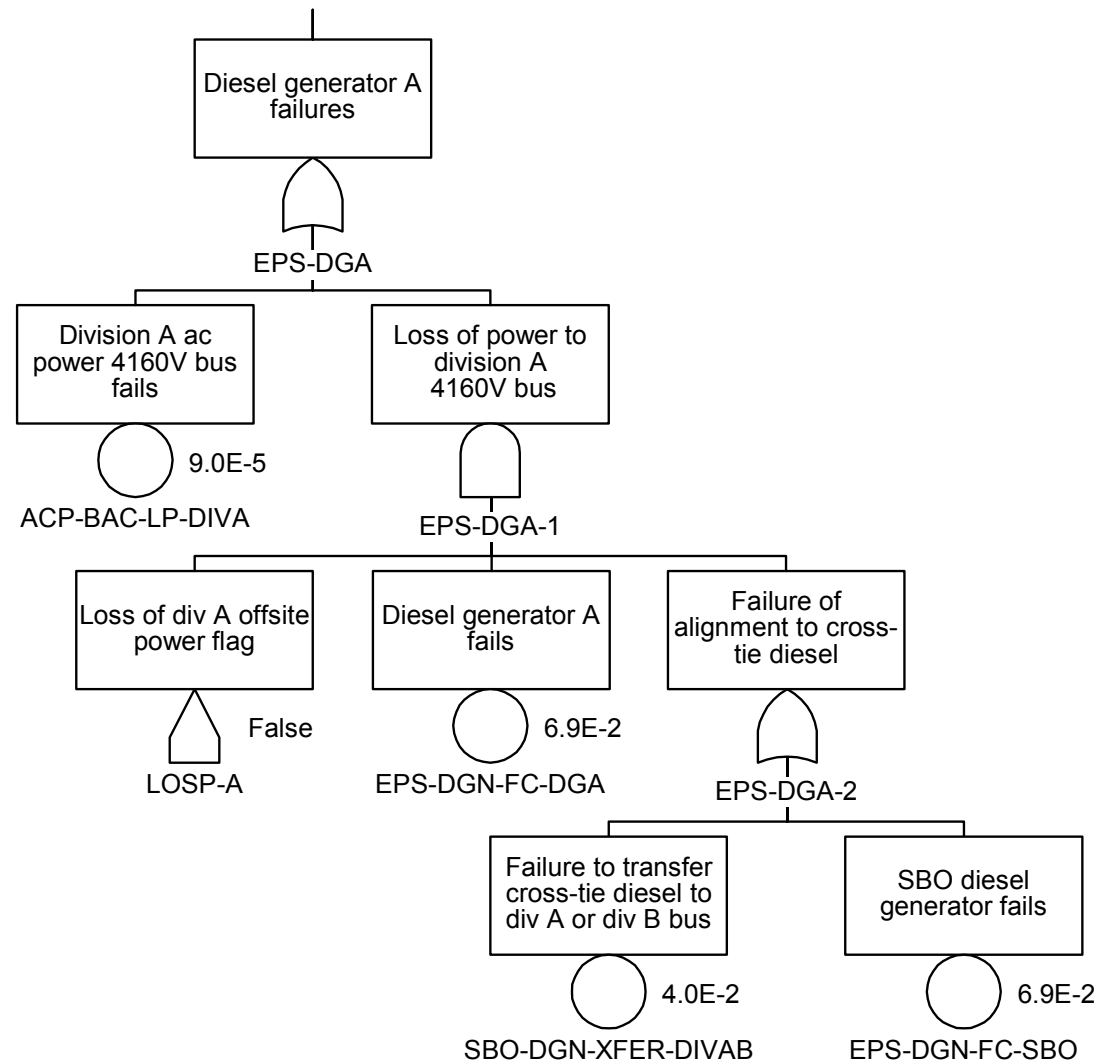 Diesel generator A
failures
EPS-DGA
Division A ac
power 4160V bus
fails
9.0E-5
ACP-BAC-LP-DIVA
Loss of power to
division A
4160V bus
EPS-DGA-1
Loss of div A offsite
power flag
False
LOSP-A
Diesel generator A
fails
6.9E-2
EPS-DGN-FC-DGA
Failure of
alignment to cross-
tie diesel
EPS-DGA-2
Failure to transfer
cross-tie diesel to
div A or div B bus
4.0E-2
SBO-DGN-XFER-DIVAB
SBO diesel
generator fails
6.9E-2
EPS-DGN-FC-SBO